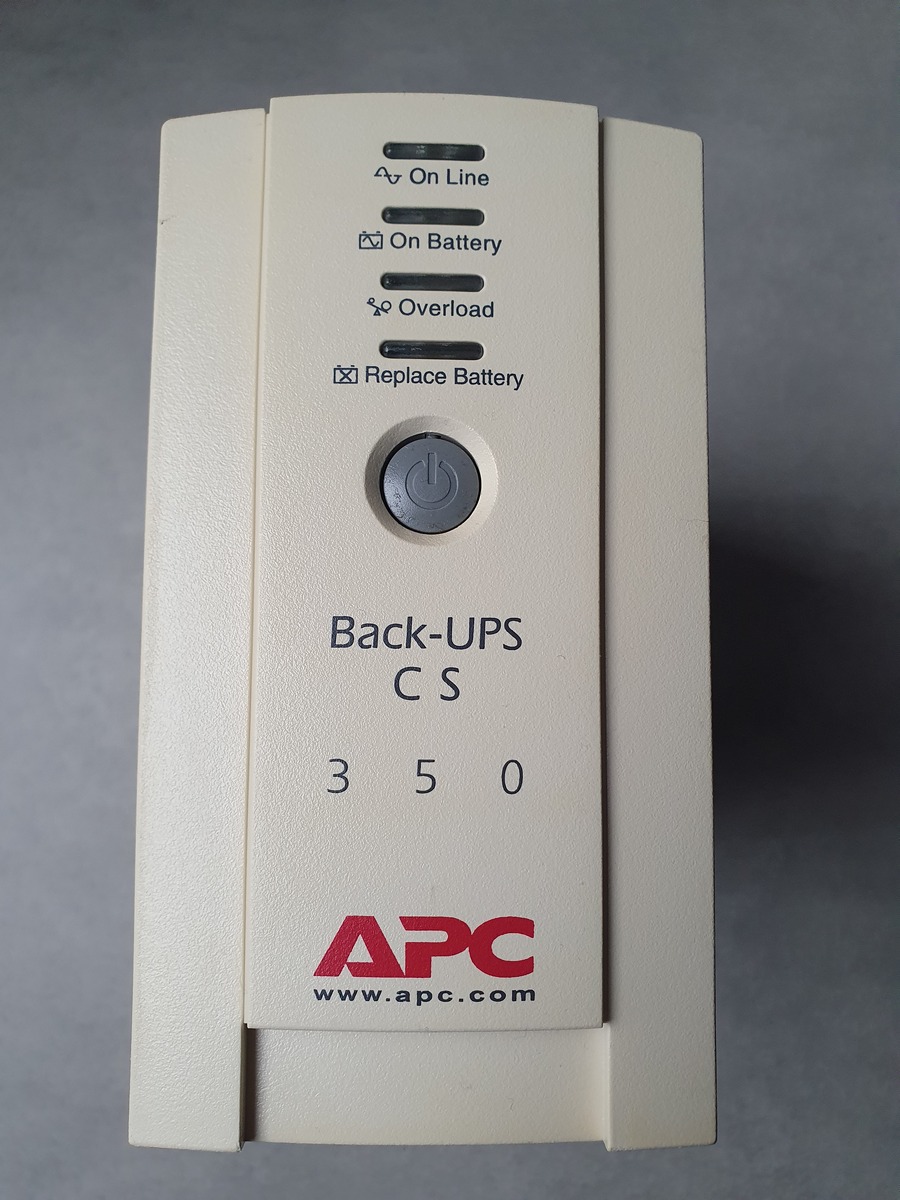 On Line
On Battery
Overload
Replace Battery
Back-UPS
CS
350
APC
www.apc.com